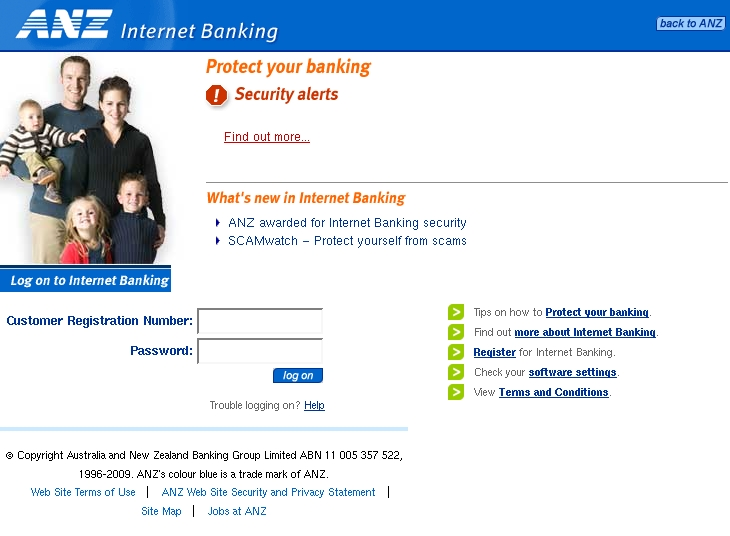 ANZ Internet Banking
back to ANZ
Protect your banking
! Security alerts
Find out more...
What's new in Internet Banking
ANZ awarded for Internet Banking security
SCAMwatch – Protect yourself from scams
Log on to Internet Banking
Customer Registration Number:
Password:
log on
Trouble logging on? Help
> Tips on how to Protect your banking.
> Find out more about Internet Banking.
> Register for Internet Banking.
> Check your software settings.
> View Terms and Conditions.
© Copyright Australia and New Zealand Banking Group Limited ABN 11 005 357 522,
1996-2009. ANZ's colour blue is a trade mark of ANZ.
Web Site Terms of Use | ANZ Web Site Security and Privacy Statement |
Site Map | Jobs at ANZ